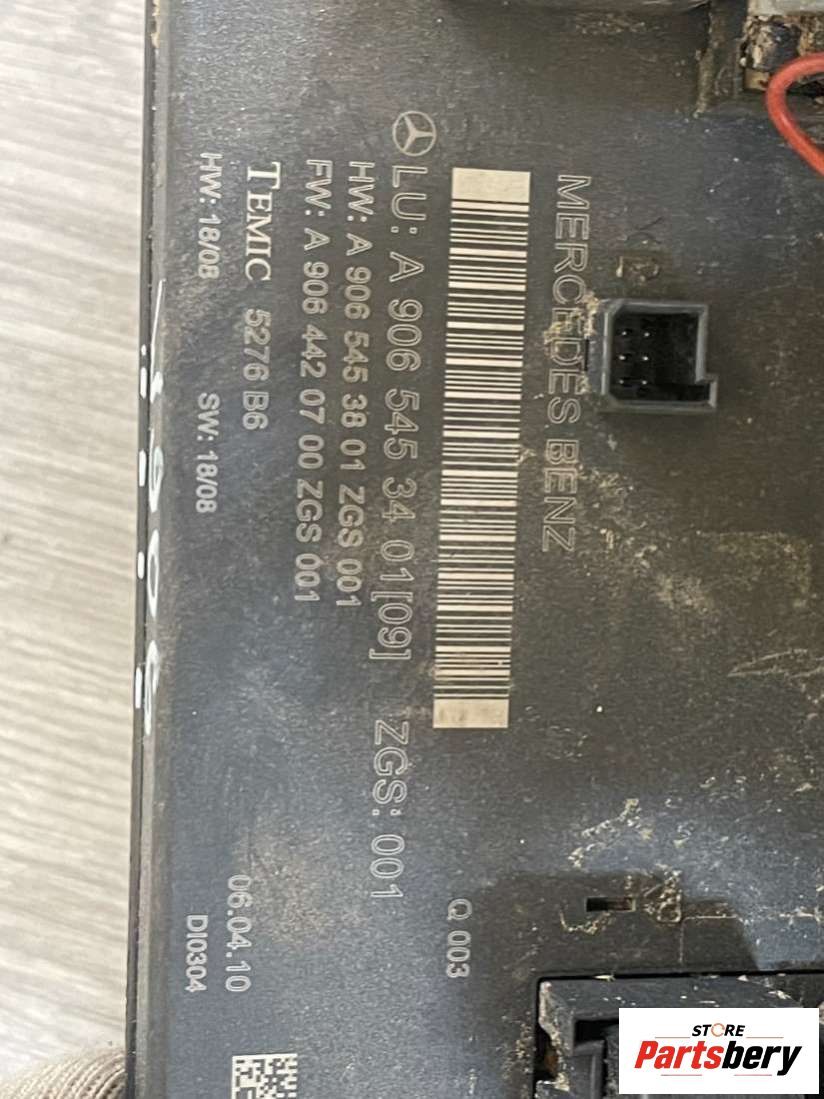 MERCEDES BENZ
LU: A 906 545 34 01[09] ZGS: 001
HW: A 906 545 38 01 ZGS 001
FW: A 906 442 07 00 ZGS 001
TEMIC 5276 B6
HW: 18/08 SW: 18/08
Q 003
06.04.10
DI0304
STORE
Partsbery